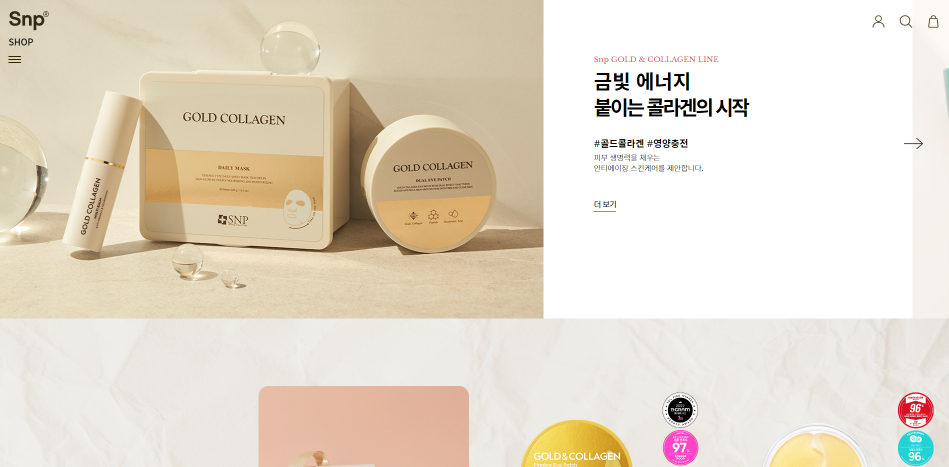 Snp®
SHOP
Snp GOLD & COLLAGEN LINE
금빛 에너지
붙이는 콜라겐의 시작
#골드콜라겐 #영양충전
피부 생명력을 채우는
안티에이징 스킨케어를 제안합니다.
더 보기
GOLD COLLAGEN
DAILY MASK
SNP
GOLD COLLAGEN
GOLD COLLAGEN
DUAL EYE PATCH
GOLD&COLLAGEN
Firming Eye Patch
97
96
96